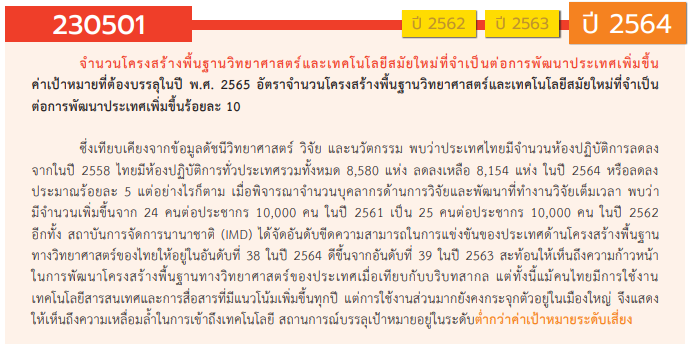 230501
ปี 2562
ปี 2563
ปี 2564
จำนวนโครงสร้างพื้นฐานวิทยาศาสตร์และเทคโนโลยีสมัยใหม่ที่จำเป็นต่อการพัฒนาประเทศเพิ่มขึ้น
ค่าเป้าหมายที่ต้องบรรลุในปี พ.ศ. 2565 อัตราจำนวนโครงสร้างพื้นฐานวิทยาศาสตร์และเทคโนโลยีสมัยใหม่ที่จำเป็น
ต่อการพัฒนาประเทศเพิ่มขึ้นร้อยละ 10
ซึ่งเทียบเคียงจากข้อมูลดัชนีวิทยาศาสตร์ วิจัย และนวัตกรรม พบว่าประเทศไทยมีจำนวนห้องปฏิบัติการลดลง
จากในปี 2558 ไทยมีห้องปฏิบัติการทั่วประเทศรวมทั้งหมด 8,580 แห่ง ลดลงเหลือ 8,154 แห่ง ในปี 2564 หรือลดลง
ประมาณร้อยละ 5 แต่อย่างไรก็ตาม เมื่อพิจารณาจำนวนบุคลากรด้านการวิจัยและพัฒนาที่ทำงานวิจัยเต็มเวลา พบว่า
มีจำนวนเพิ่มขึ้นจาก 24 คนต่อประชากร 10,000 คน ในปี 2561 เป็น 25 คนต่อประชากร 10,000 คน ในปี 2562
อีกทั้ง สถาบันการจัดการนานาชาติ (IMD) ได้จัดอันดับขีดความสามารถในการแข่งขันของประเทศด้านโครงสร้างพื้นฐาน
ทางวิทยาศาสตร์ของไทยให้อยู่ในอันดับที่ 38 ในปี 2564 ดีขึ้นจากอันดับที่ 39 ในปี 2563 สะท้อนให้เห็นถึงความก้าวหน้า
ในการพัฒนาโครงสร้างพื้นฐานทางวิทยาศาสตร์ของประเทศเมื่อเทียบกับบริบทสากล แต่ทั้งนี้แม้คนไทยมีการใช้งาน
เทคโนโลยีสารสนเทศและการสื่อสารที่มีแนวโน้มเพิ่มขึ้นทุกปี แต่การใช้งานส่วนมากยังคงกระจุกตัวอยู่ในเมืองใหญ่ จึงแสดง
ให้เห็นถึงความเหลื่อมล้ำในการเข้าถึงเทคโนโลยี สถานการณ์บรรลุเป้าหมายอยู่ในระดับต่ำกว่าค่าเป้าหมายระดับเสี่ยง